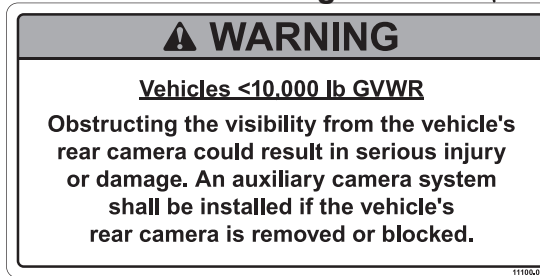 WARNING
Vehicles <10,000 lb GVWR
Obstructing the visibility from the vehicle's
rear camera could result in serious injury
or damage. An auxiliary camera system
shall be installed if the vehicle's
rear camera is removed or blocked.